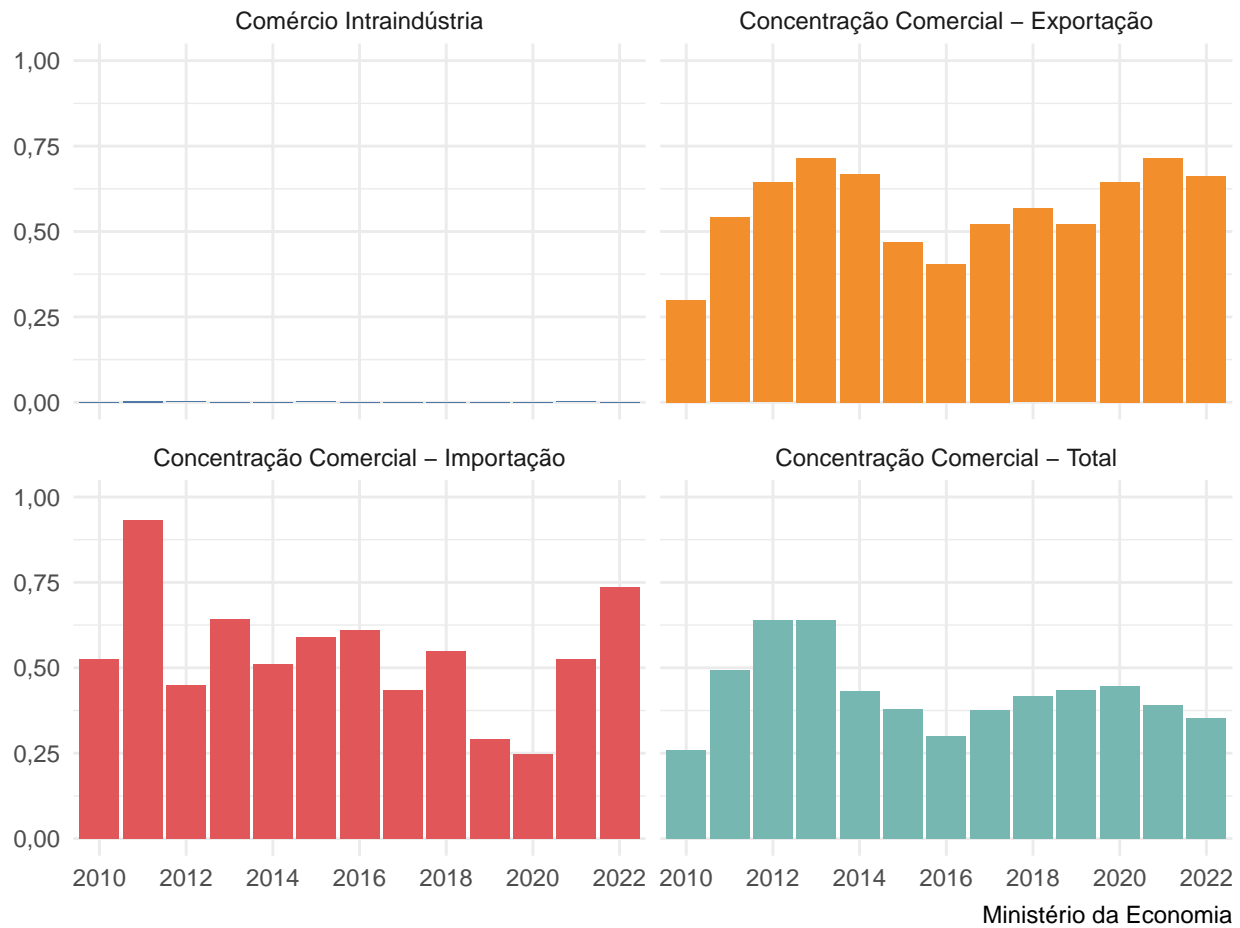 Comércio Intraindústria
Concentração Comercial – Exportação
1,00
0,75
0,50
0,25
0,00
Concentração Comercial – Importação
Concentração Comercial – Total
1,00
0,75
0,50
0,25
0,00
2010 2012 2014 2016 2018 2020 2022
2010 2012 2014 2016 2018 2020 2022
Ministério da Economia